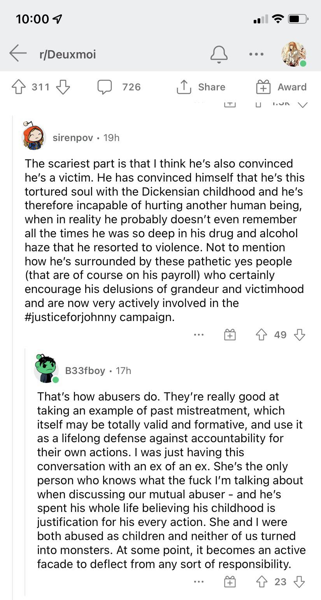 10:00
r/Deuxmoi
311 726 Share Award
sirenpov · 19h
The scariest part is that I think he's also convinced
he's a victim. He has convinced himself that he's this
tortured soul with the Dickensian childhood and he's
therefore incapable of hurting another human being,
when in reality he probably doesn't even remember
all the times he was so deep in his drug and alcohol
haze that he resorted to violence. Not to mention
how he's surrounded by these pathetic yes people
(that are of course on his payroll) who certainly
encourage his delusions of grandeur and victimhood
and are now very actively involved in the
#justiceforjohnny campaign.
49
B33fboy · 17h
That's how abusers do. They're really good at
taking an example of past mistreatment, which
itself may be totally valid and formative, and use it
as a lifelong defense against accountability for
their own actions. I was just having this
conversation with an ex of an ex. She's the only
person who knows what the fuck I'm talking about
when discussing our mutual abuser - and he's
spent his whole life believing his childhood is
justification for his every action. She and I were
both abused as children and neither of us turned
into monsters. At some point, it becomes an active
facade to deflect from any sort of responsibility.
23